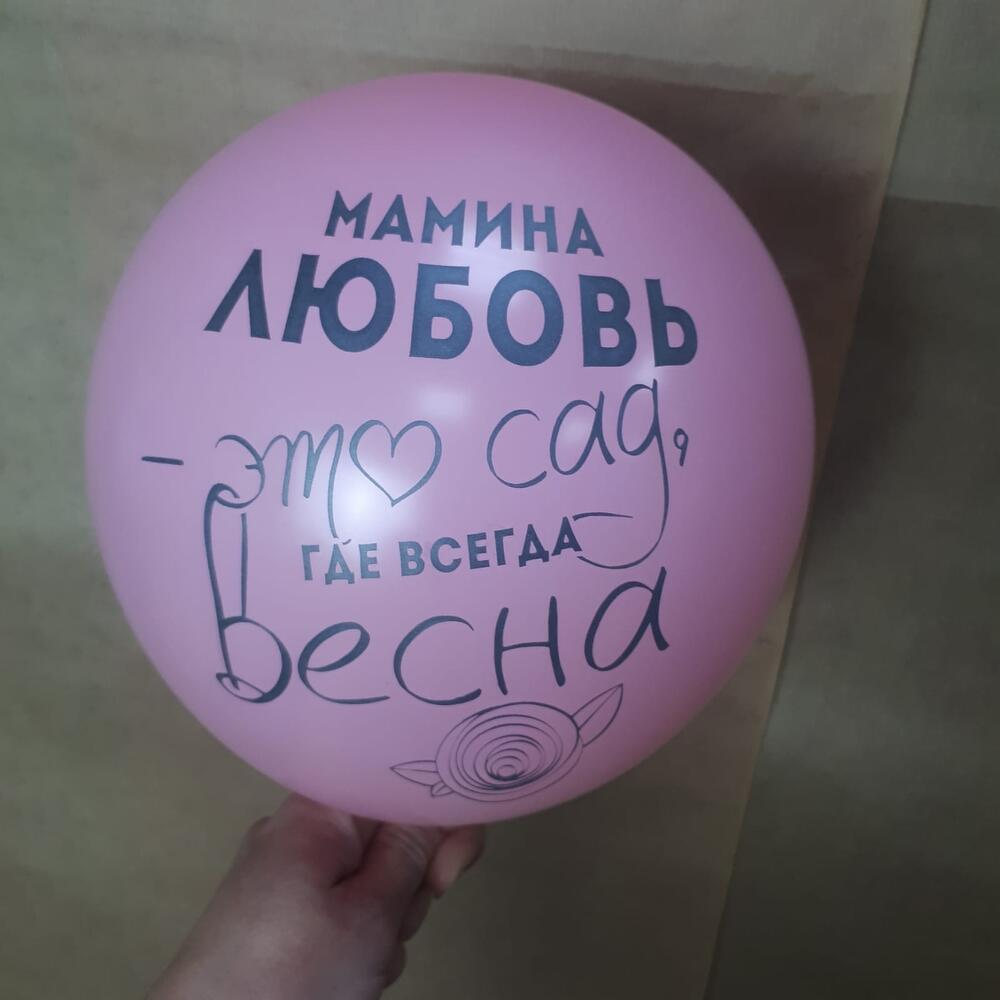 МАМИНА
ЛЮБОВЬ
- это сад,
ГДЕ ВСЕГДА
Весна